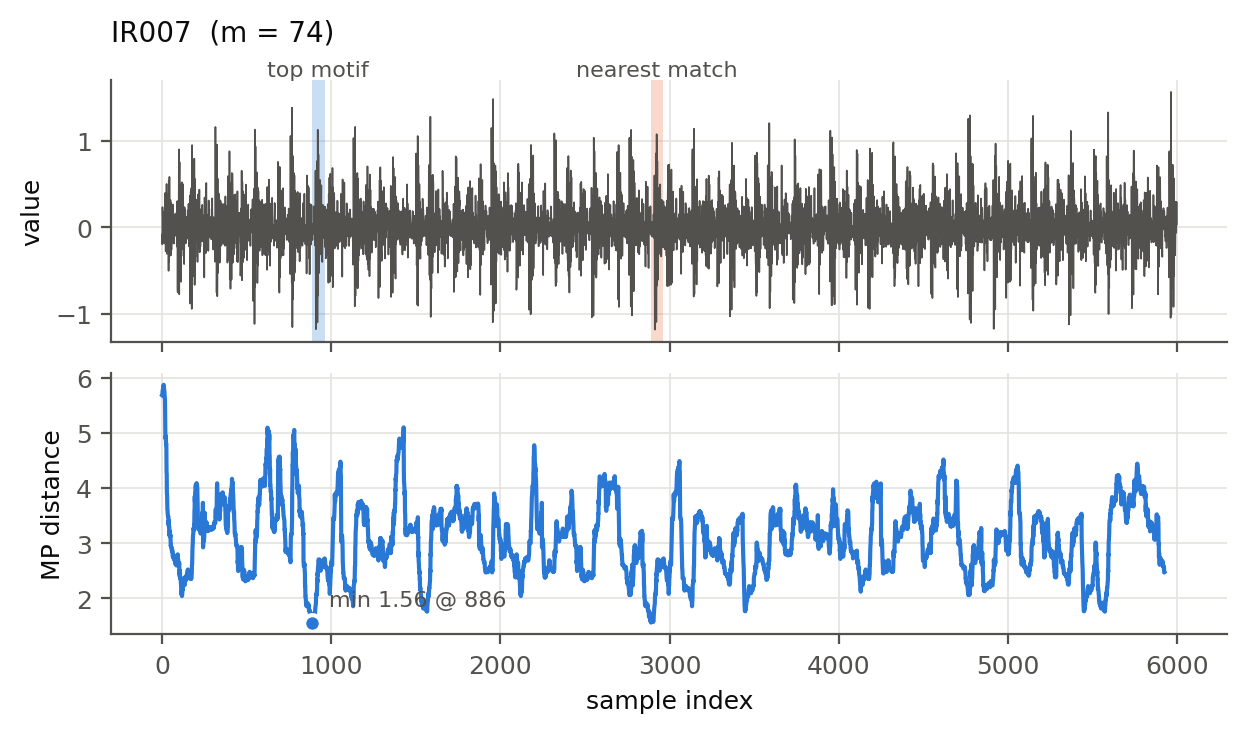 IR007  (m = 74)
top motif
nearest match
1
0
−1
value
6
5
4
3
2
MP distance
min 1.56 @ 886
0
1000
2000
3000
4000
5000
6000
sample index